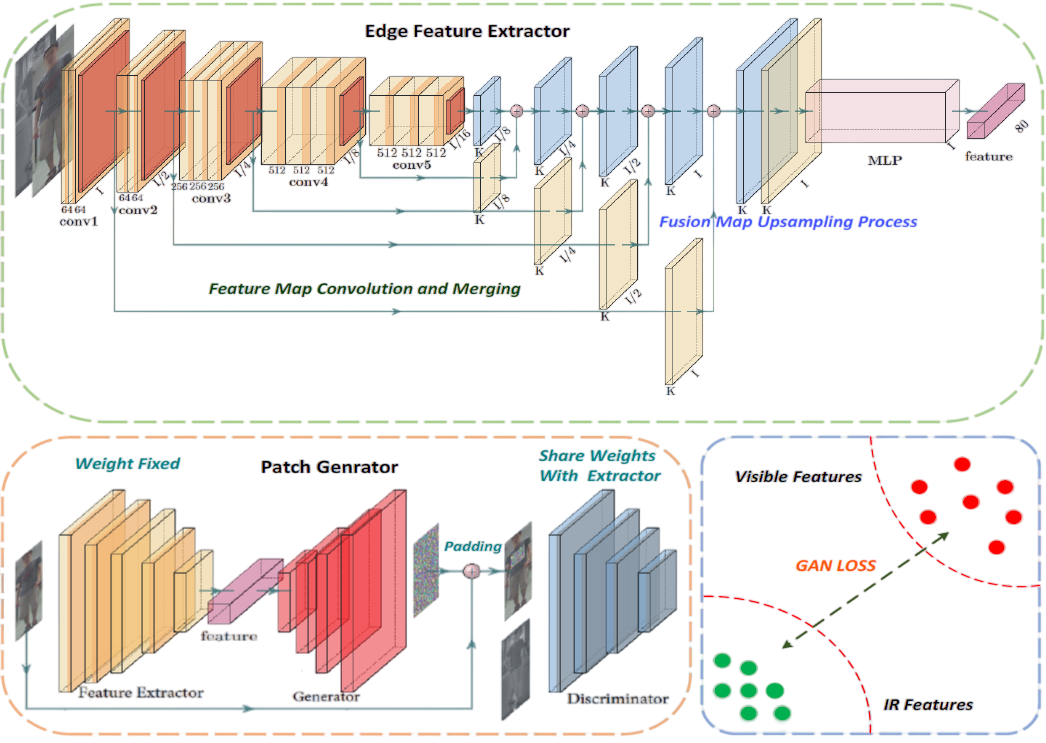 Edge Feature Extractor
64 64
conv1
I
64 64
conv2
1/2
256 256 256
conv3
1/4
512 512 512
conv4
1/8
512 512 512
conv5
1/16
K
1/8
K
1/4
K
1/2
K
I
K
K
I
MLP
I
feature
80
K
1/8
K
1/4
K
1/2
K
I
Fusion Map Upsampling Process
Feature Map Convolution and Merging
Weight Fixed
Patch Genrator
Share Weights
With Extractor
Padding
feature
Feature Extractor
Generator
Discriminator
Visible Features
GAN LOSS
IR Features